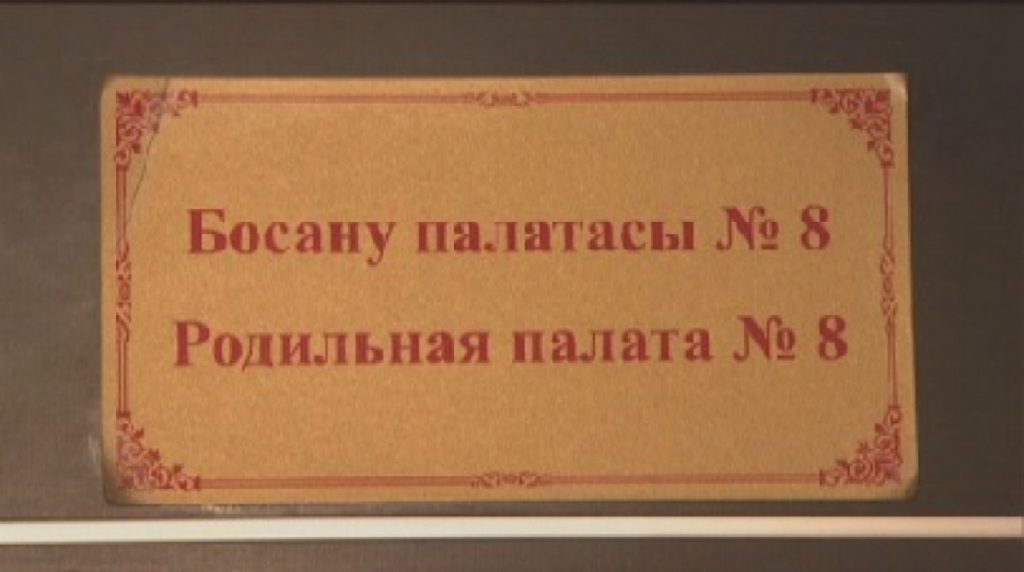 Босану палатасы № 8
Родильная палата № 8